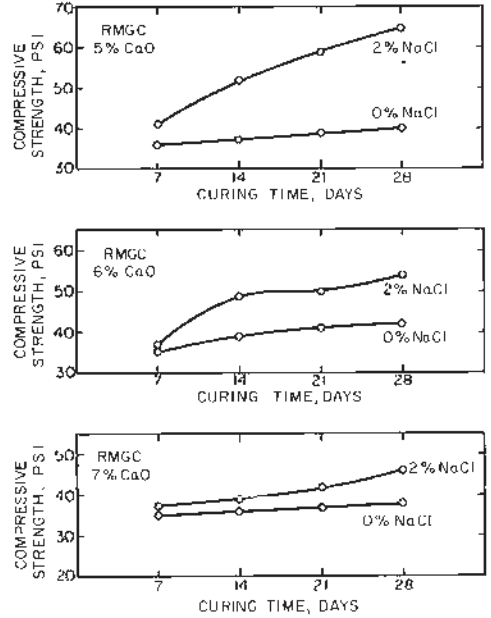 RMGC
5% CaO
COMPRESSIVE
STRENGTH, PSI
70
60
50
40
30
2% NaCl
0% NaCl
7 14 21 28
CURING TIME, DAYS
RMGC
6% CaO
COMPRESSIVE
STRENGTH, PSI
60
50
40
30
2% NaCl
0% NaCl
7 14 21 28
CURING TIME, DAYS
RMGC
7% CaO
COMPRESSIVE
STRENGTH, PSI
50
40
30
20
2% NaCl
0% NaCl
7 14 21 28
CURING TIME, DAYS